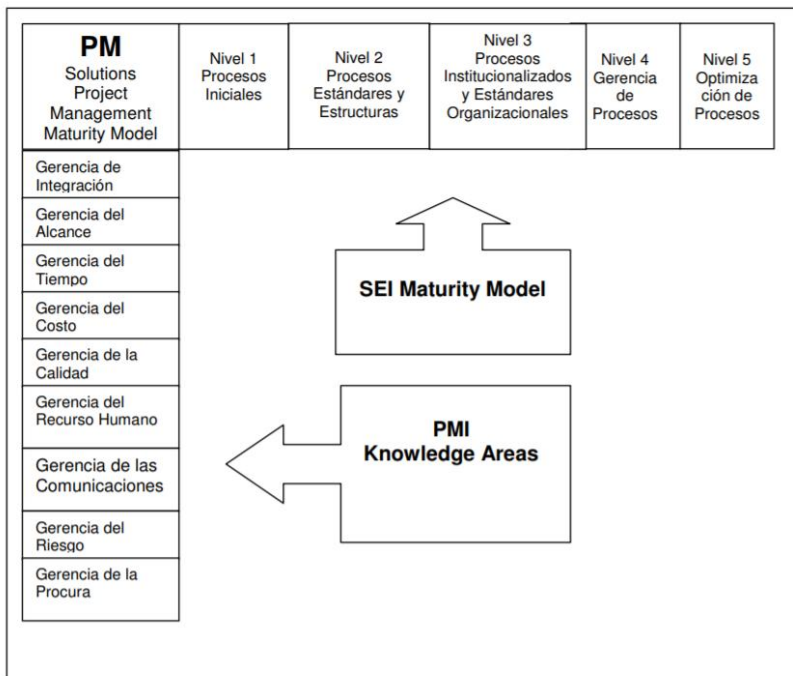 PM
Solutions
Project
Management
Maturity Model
Nivel 1
Procesos
Iniciales
Nivel 2
Procesos
Estándares y
Estructuras
Nivel 3
Procesos
Institucionalizados
y Estándares
Organizacionales
Nivel 4
Gerencia
de
Procesos
Nivel 5
Optimiza
ción de
Procesos
Gerencia de
Integración
Gerencia del
Alcance
Gerencia del
Tiempo
Gerencia del
Costo
Gerencia de la
Calidad
Gerencia del
Recurso Humano
Gerencia de las
Comunicaciones
Gerencia del
Riesgo
Gerencia de la
Procura
SEI Maturity Model
PMI
Knowledge Areas